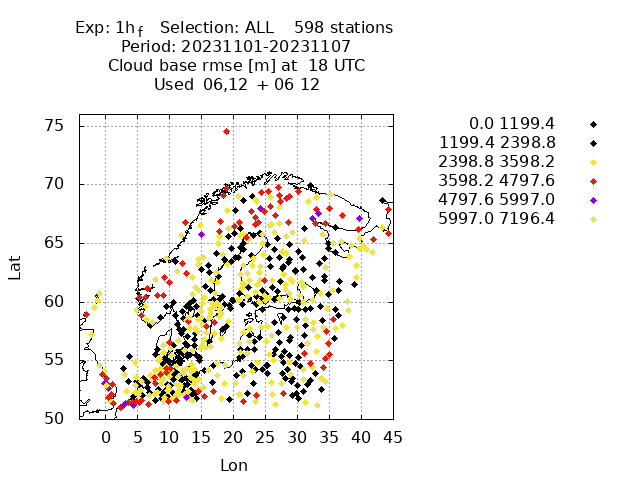 Exp: 1h_f   Selection: ALL    598 stations
Period: 20231101-20231107
Cloud base rmse [m] at  18 UTC
Used  06,12  + 06 12
0.0 1199.4
1199.4 2398.8
2398.8 3598.2
3598.2 4797.6
4797.6 5997.0
5997.0 7196.4
75
70
65
60
55
50
Lat
0 5 10 15 20 25 30 35 40 45
Lon